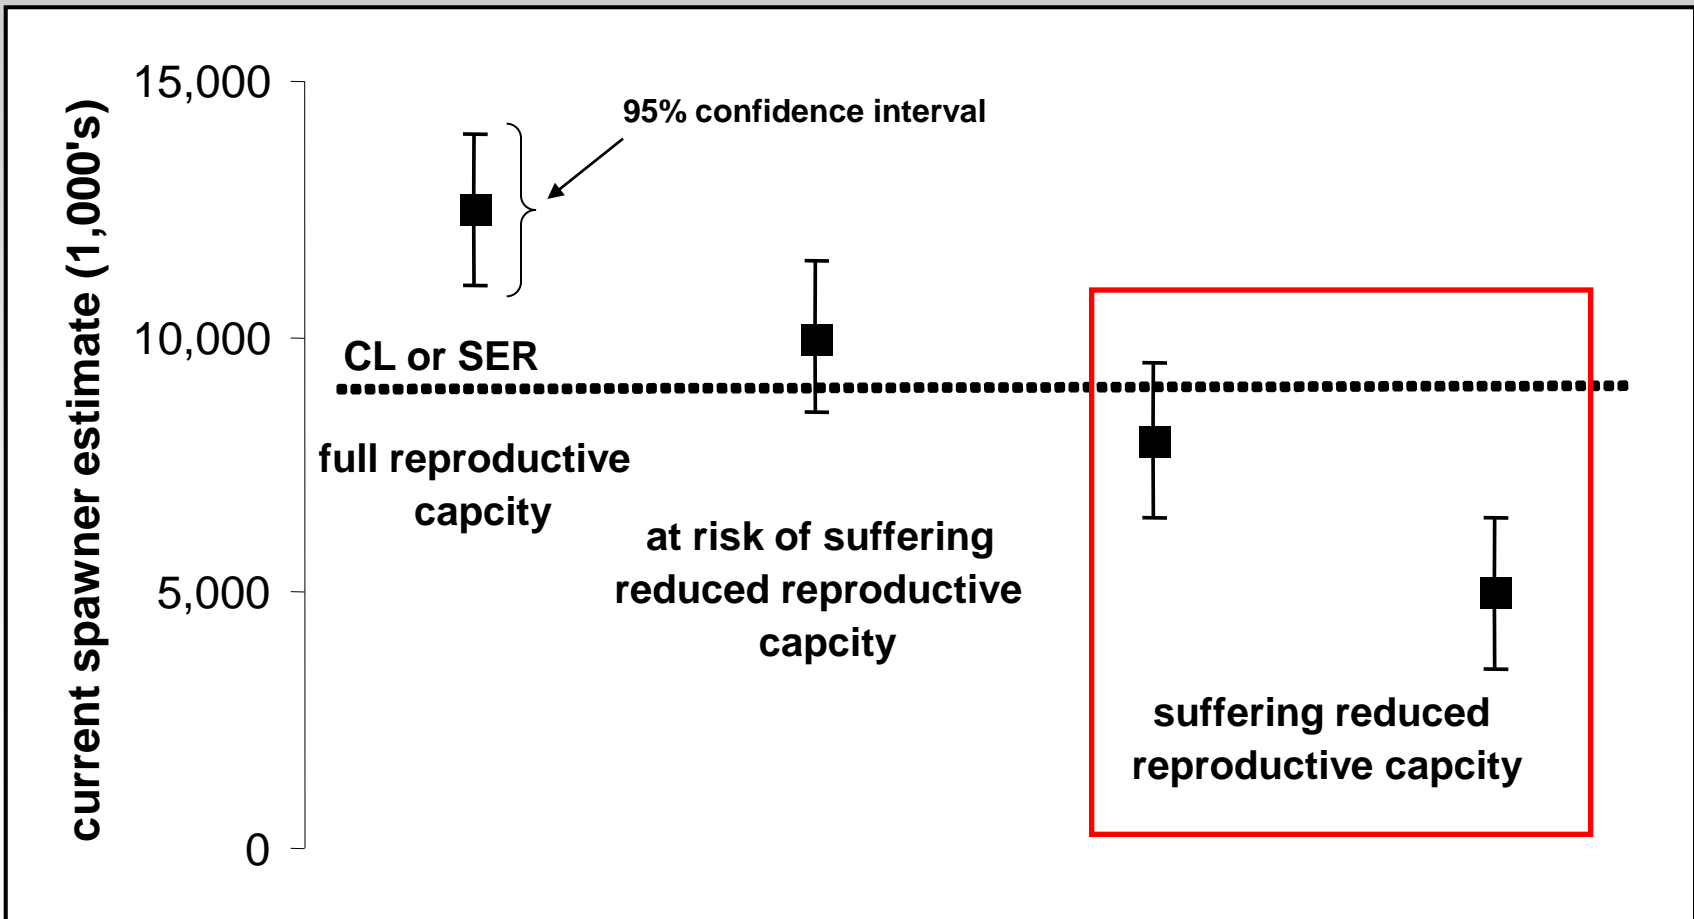 current spawner estimate (1,000's)
15,000
10,000
5,000
0
95% confidence interval
CL or SER
full reproductive
capcity
at risk of suffering
reduced reproductive
capcity
suffering reduced
reproductive capcity